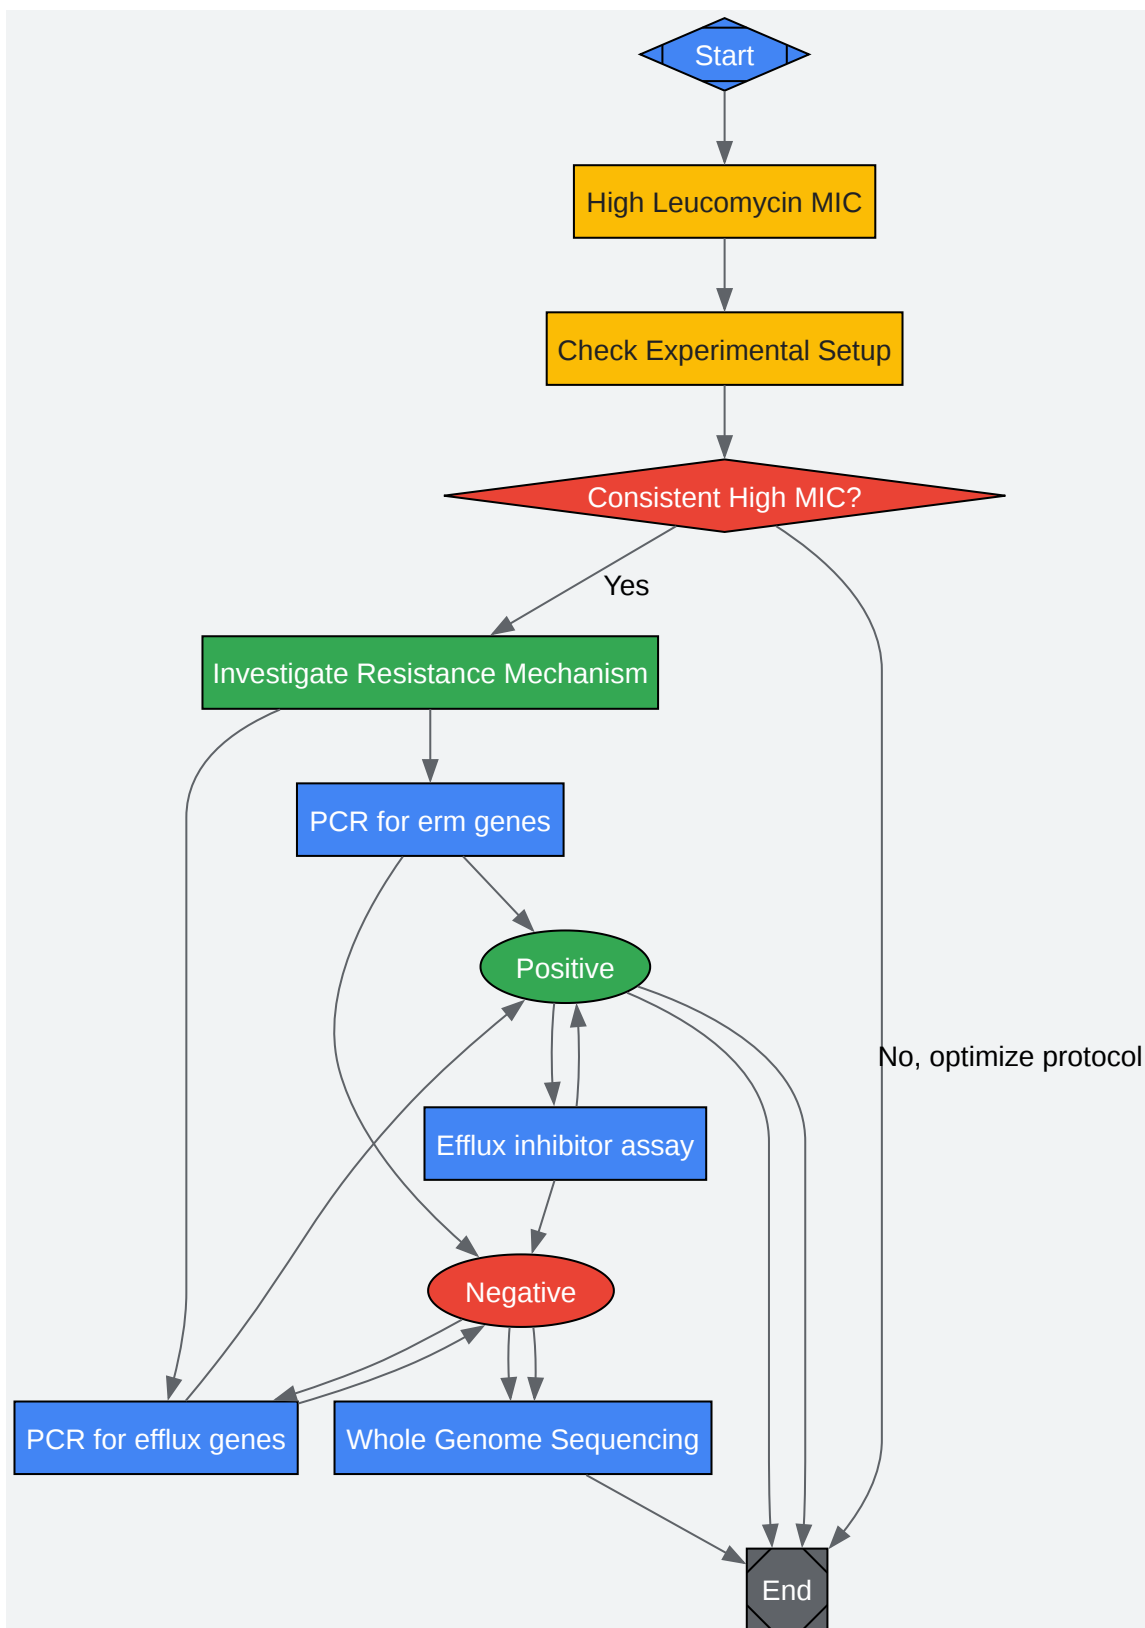 Start
High Leucomycin MIC
Check Experimental Setup
Consistent High MIC?
Yes
Investigate Resistance Mechanism
PCR for erm genes
Positive
No, optimize protocol
Efflux inhibitor assay
Negative
PCR for efflux genes
Whole Genome Sequencing
End